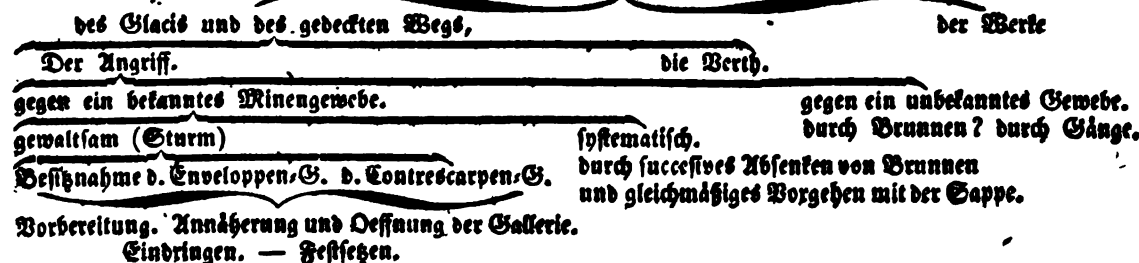 des Glacis und des gedeckten Wegs, der Werke
Der Angriff. die Verth.
gegen ein bekanntes Minengewebe. gegen ein unbekanntes Gewebe.
gewaltsam (Sturm) systematisch. durch Brunnen? durch Gänge.
Besitznahme d. Enveloppen-G. d. Contrescarpen-G. durch succesives Absenken von Brunnen
und gleichmäßiges Vorgehen mit der Sappe.
Vorbereitung. Annäherung und Oeffnung der Gallerie.
Eindringen. — Festsetzen.